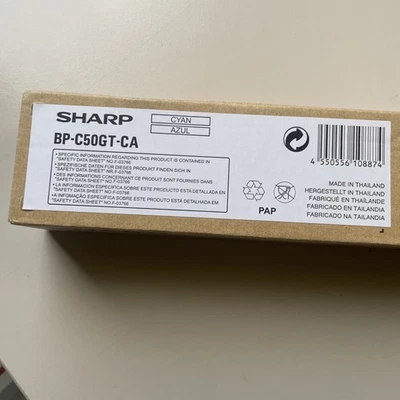 SHARP
CYAN
AZUL
BP-C50GT-CA
• SPECIFIC INFORMATION REGARDING THIS PRODUCT IS CONTAINED IN
"SAFETY DATA SHEET" NO.F-03766
• SPEZIFISCHE DATEN FÜR DIESES PRODUKT FINDEN SICH IN
"SAFETY DATA SHEET" NR.F-03766
• DES INFORMATIONS CONCERNANT CE PRODUIT SONT FOURNIES DANS
"SAFETY DATA SHEET" NO.F-03766
• LA INFORMACIÓN ESPECÍFICA SOBRE ESTE PRODUCTO ESTÁ DETALLADA EN
"SAFETY DATA SHEET" N°.F-03766
• A INFOMAÇÃO ESPECÍFICA SOBRE ESTE PRODUTO ESTÁ DETALHADA EM
"SAFETY DATA SHEET" N°.F-03766
PAP
4 550556 108874
MADE IN THAILAND
HERGESTELLT IN THAILAND
FABRIQUÉ EN THAÏLANDE
FABRICADO EN TAILANDIA
FABRICADO NA TAILÂNDIA